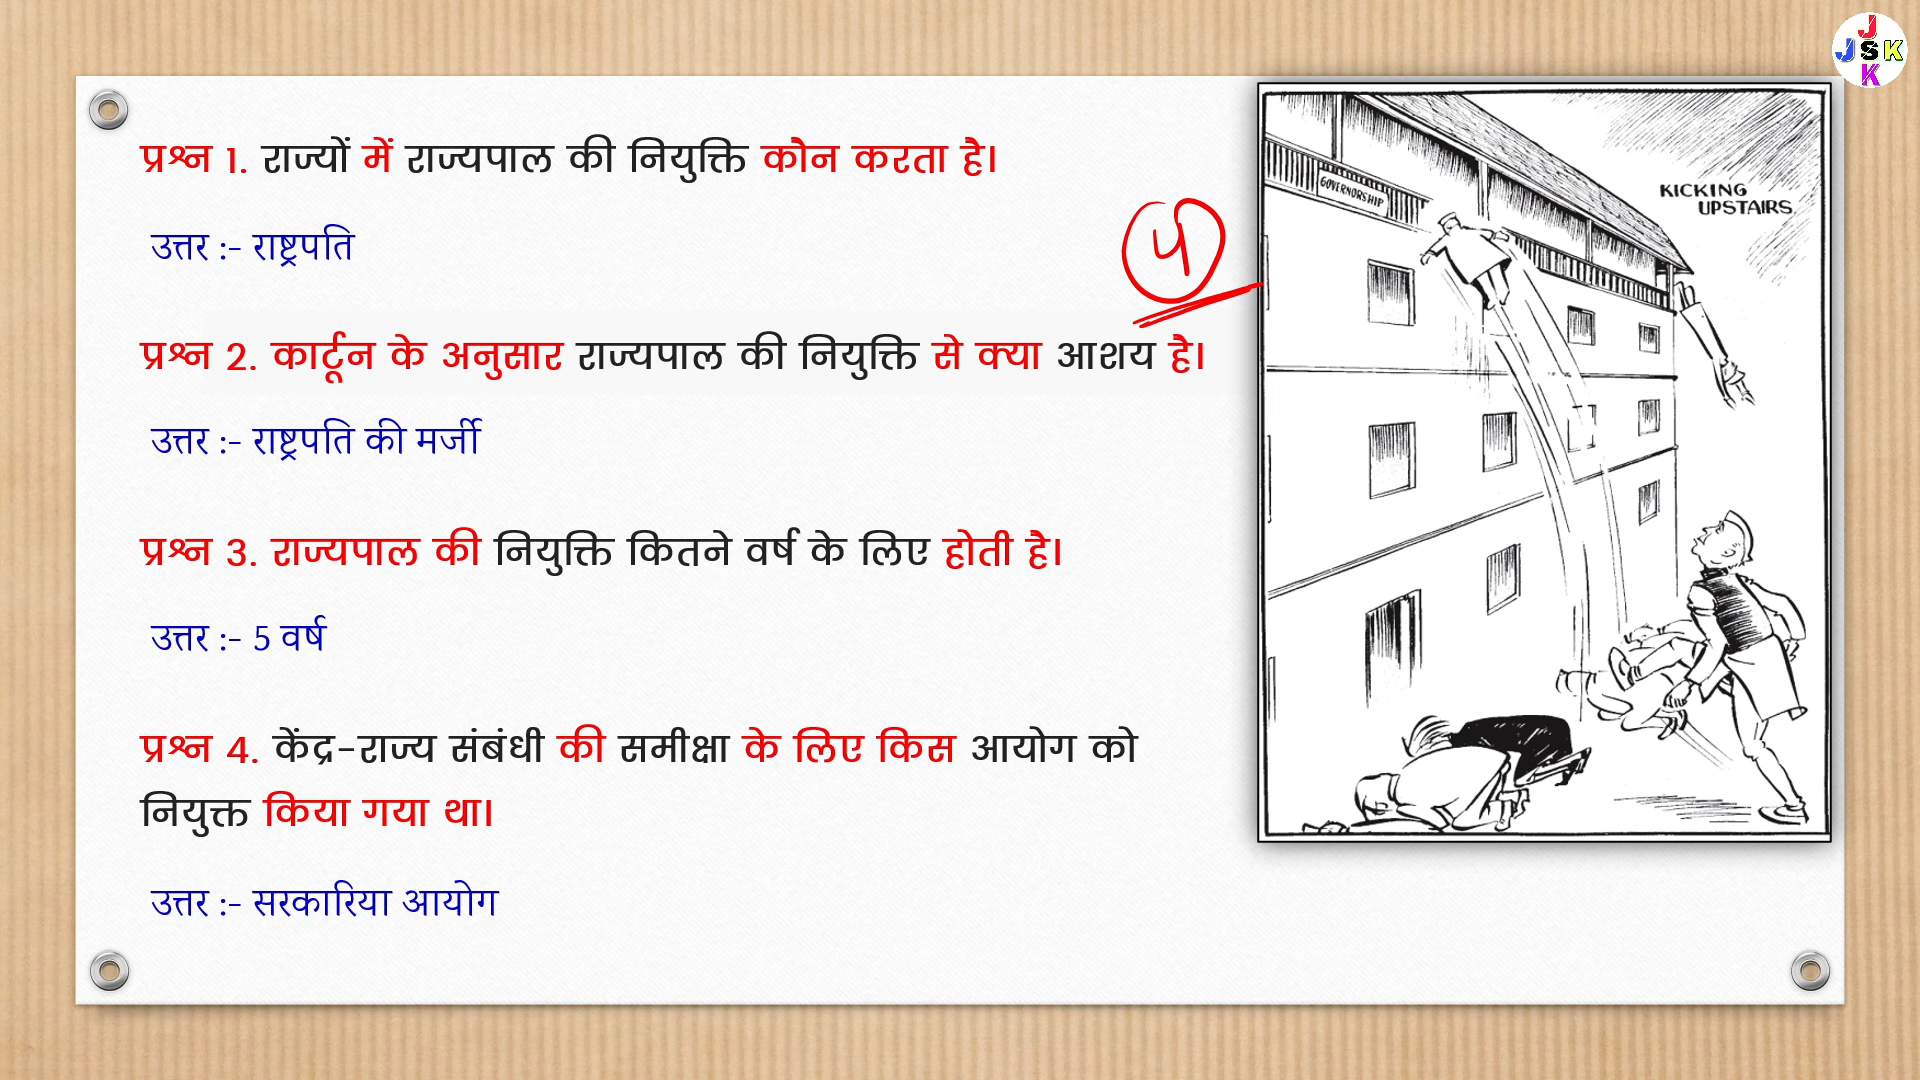 प्रश्न 1. राज्यों में राज्यपाल की नियुक्ति कौन करता है।
उत्तर :- राष्ट्रपति
प्रश्न 2. कार्टून के अनुसार राज्यपाल की नियुक्ति से क्या आशय है।
उत्तर :- राष्ट्रपति की मर्जी
प्रश्न 3. राज्यपाल की नियुक्ति कितने वर्ष के लिए होती है।
उत्तर :- 5 वर्ष
प्रश्न 4. केंद्र-राज्य संबंधी की समीक्षा के लिए किस आयोग को
नियुक्त किया गया था।
उत्तर :- सरकारिया आयोग
GOVERNORSHIP
KICKING
UPSTAIRS
J
JSK
K